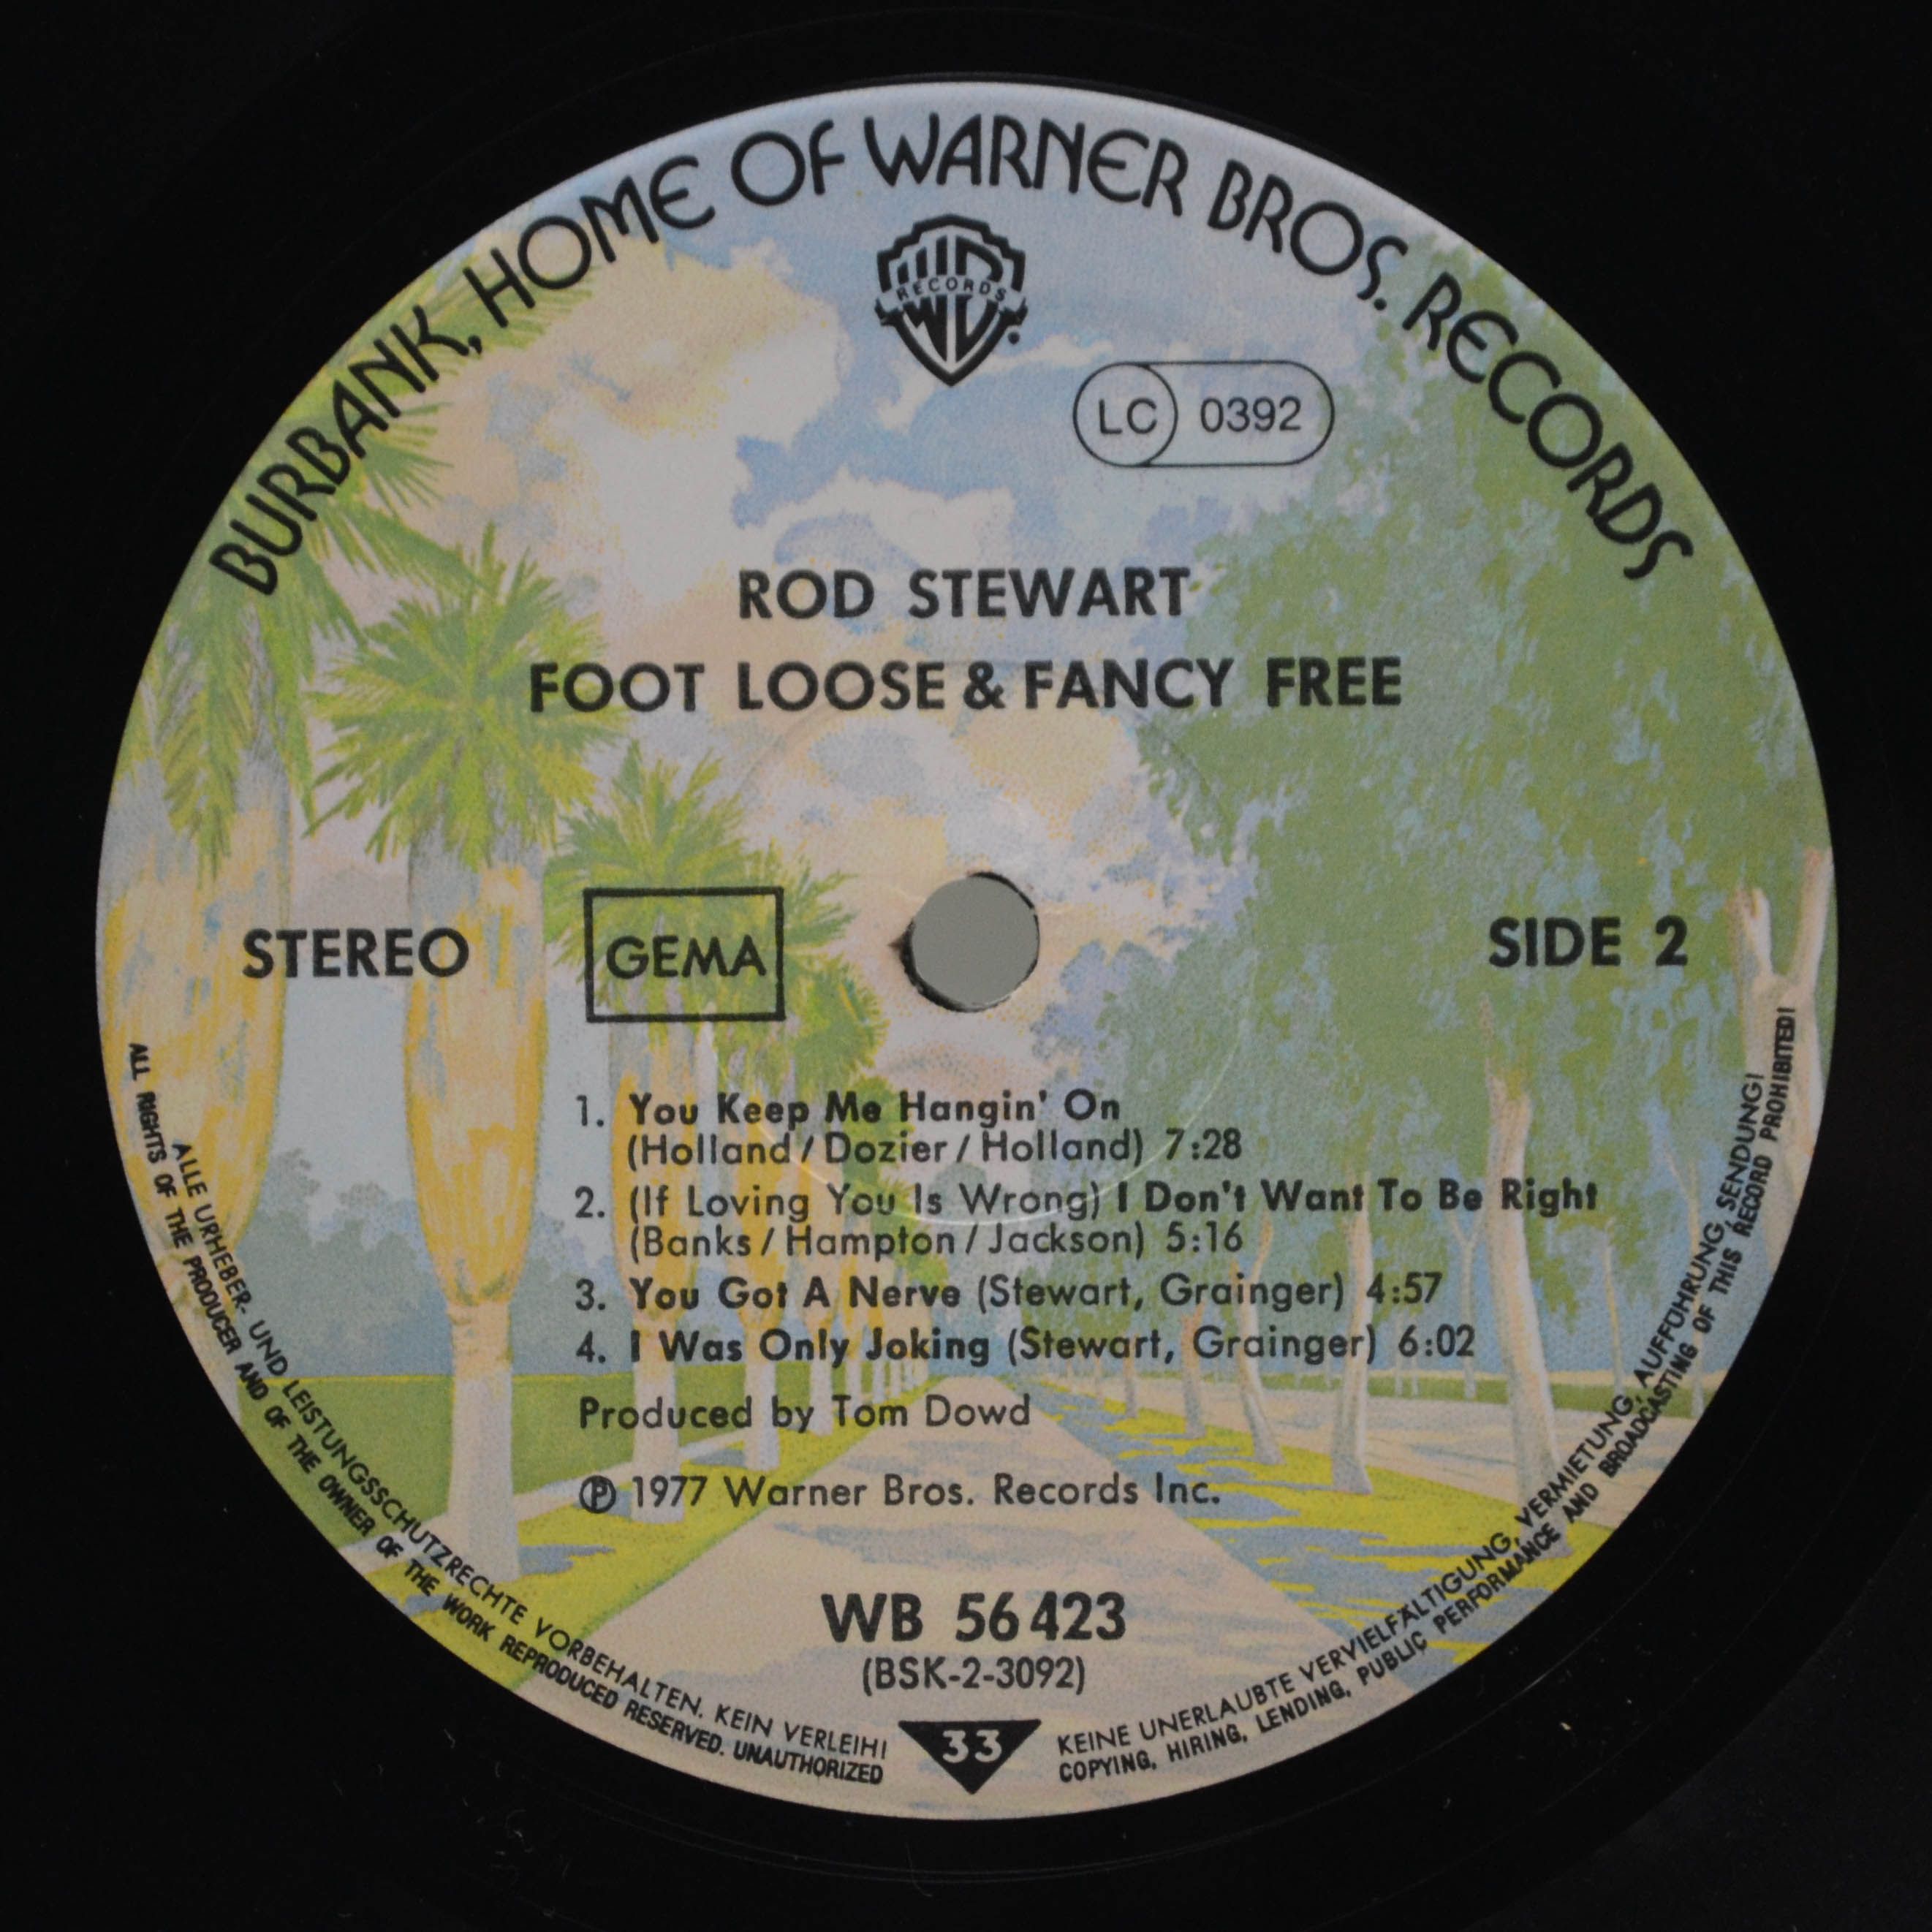 BURBANK, HOME OF WARNER BROS. RECORDS
WB
RECORDS
LC 0392
ROD STEWART
FOOT LOOSE & FANCY FREE
STEREO
GEMA
SIDE 2
1. You Keep Me Hangin' On
(Holland / Dozier / Holland) 7:28
2. (If Loving You Is Wrong) I Don't Want To Be Right
(Banks / Hampton / Jackson) 5:16
3. You Got A Nerve (Stewart, Grainger) 4:57
4. I Was Only Joking (Stewart, Grainger) 6:02
Produced by Tom Dowd
℗ 1977 Warner Bros. Records Inc.
WB 56 423
(BSK-2-3092)
33
ALLE URHEBER- UND LEISTUNGSSCHUTZRECHTE VORBEHALTEN. KEIN VERLEIH!
KEINE UNERLAUBTE VERVIELFÄLTIGUNG, VERMIETUNG, AUFFÜHRUNG, SENDUNG!
ALL RIGHTS OF THE PRODUCER AND OF THE OWNER OF THE WORK REPRODUCED RESERVED. UNAUTHORIZED
COPYING, HIRING, LENDING, PUBLIC PERFORMANCE AND BROADCASTING OF THIS RECORD PROHIBITED!